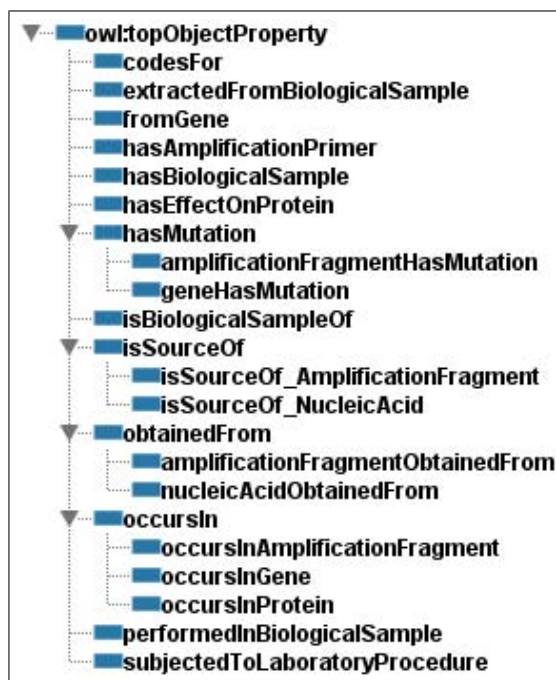 owl:topObjectProperty
codesFor
extractedFromBiologicalSample
fromGene
hasAmplificationPrimer
hasBiologicalSample
hasEffectOnProtein
hasMutation
amplificationFragmentHasMutation
geneHasMutation
isBiologicalSampleOf
isSourceOf
isSourceOf_AmplificationFragment
isSourceOf_NucleicAcid
obtainedFrom
amplificationFragmentObtainedFrom
nucleicAcidObtainedFrom
occursIn
occursInAmplificationFragment
occursInGene
occursInProtein
performedInBiologicalSample
subjectedToLaboratoryProcedure